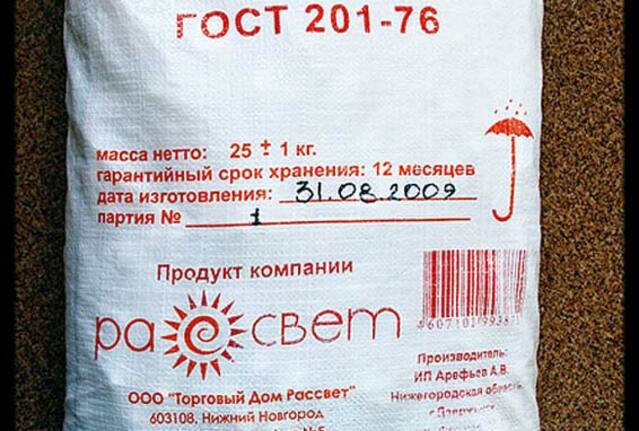 ГОСТ 201-76
масса нетто: 25 ± 1 кг.
гарантийный срок хранения: 12 месяцев
дата изготовления: 31.08.2009
партия № 1
Продукт компании
рассвет
ООО "Торговый Дом Рассвет"
603108, Нижний Новгород
Производитель:
ИП Арефьев А.В.
Нижегородская область,